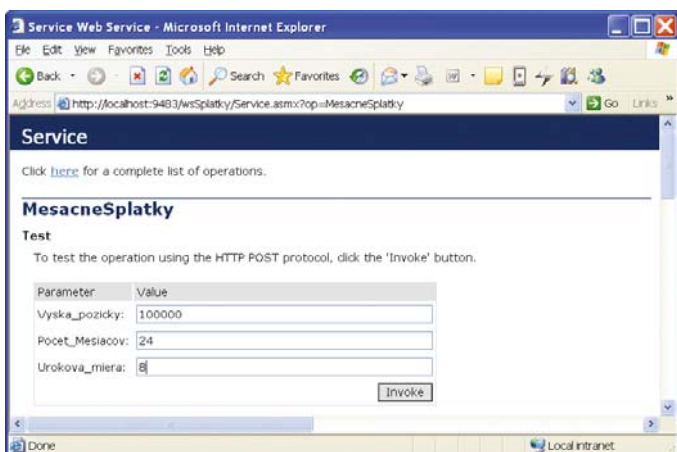 Service Web Service - Microsoft Internet Explorer
File Edit View Favorites Tools Help
Back Search Favorites
Address http://localhost:9483/wsSplatky/Service.asmx?op=MesacneSplatky Go Links »
Service
Click here for a complete list of operations.
MesacneSplatky
Test
To test the operation using the HTTP POST protocol, click the 'Invoke' button.
Parameter Value
Vyska_pozicky: 100000
Pocet_Mesiacov: 24
Urokova_miera: 8
Invoke
Done Local intranet